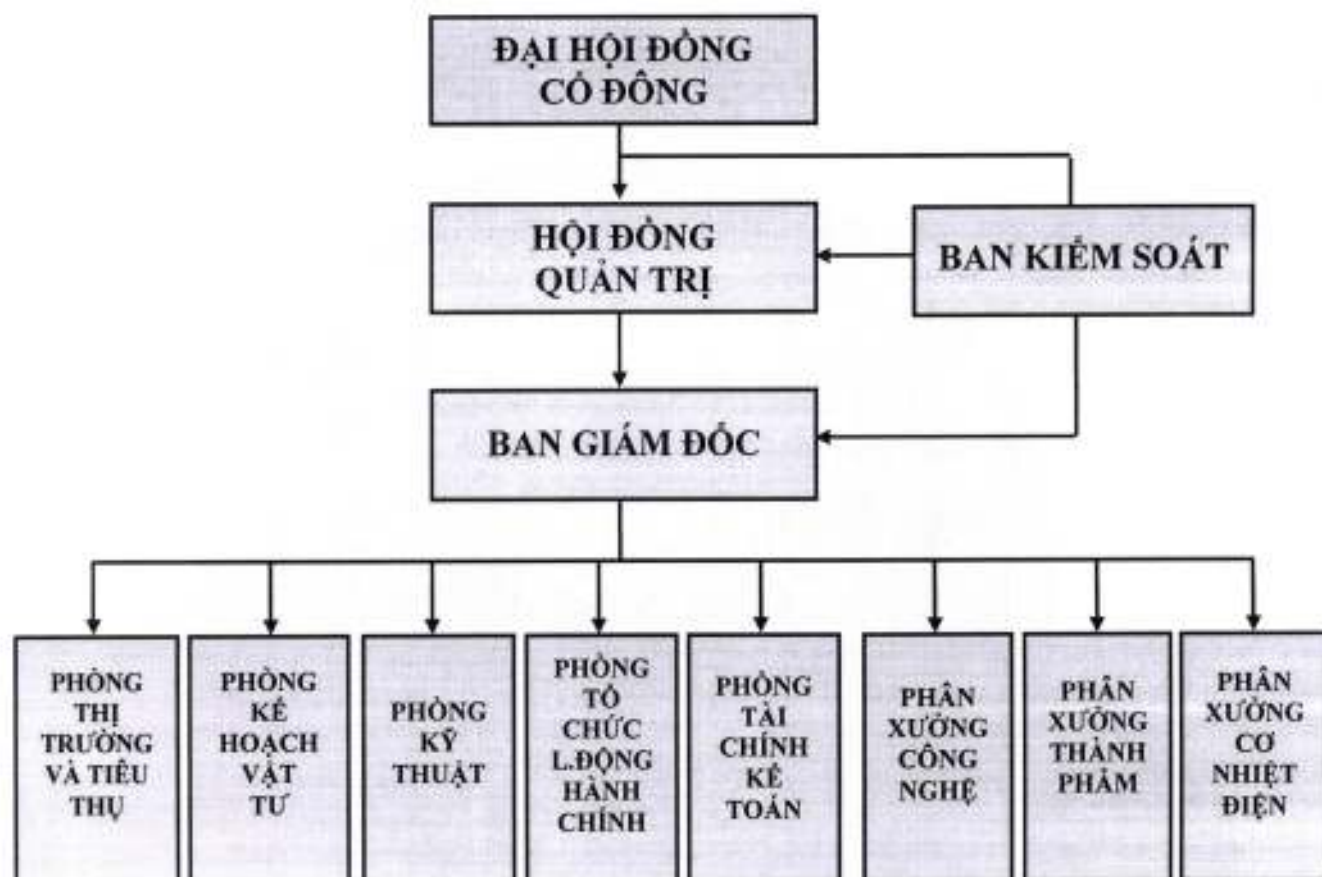 ĐẠI HỘI ĐỒNG
CỔ ĐÔNG
HỘI ĐỒNG
QUẢN TRỊ
BAN KIỂM SOÁT
BAN GIÁM ĐỐC
PHÒNG
THỊ
TRƯỜNG
VÀ TIÊU
THỤ
PHÒNG
KẾ
HOẠCH
VẬT
TƯ
PHÒNG
KỸ
THUẬT
PHÒNG
TỔ
CHỨC
L.ĐỘNG
HÀNH
CHÍNH
PHÒNG
TÀI
CHÍNH
KẾ
TOÁN
PHÂN
XƯỞNG
CÔNG
NGHỆ
PHÂN
XƯỞNG
THÀNH
PHẨM
PHÂN
XƯỞNG
CƠ
NHIỆT
ĐIỆN